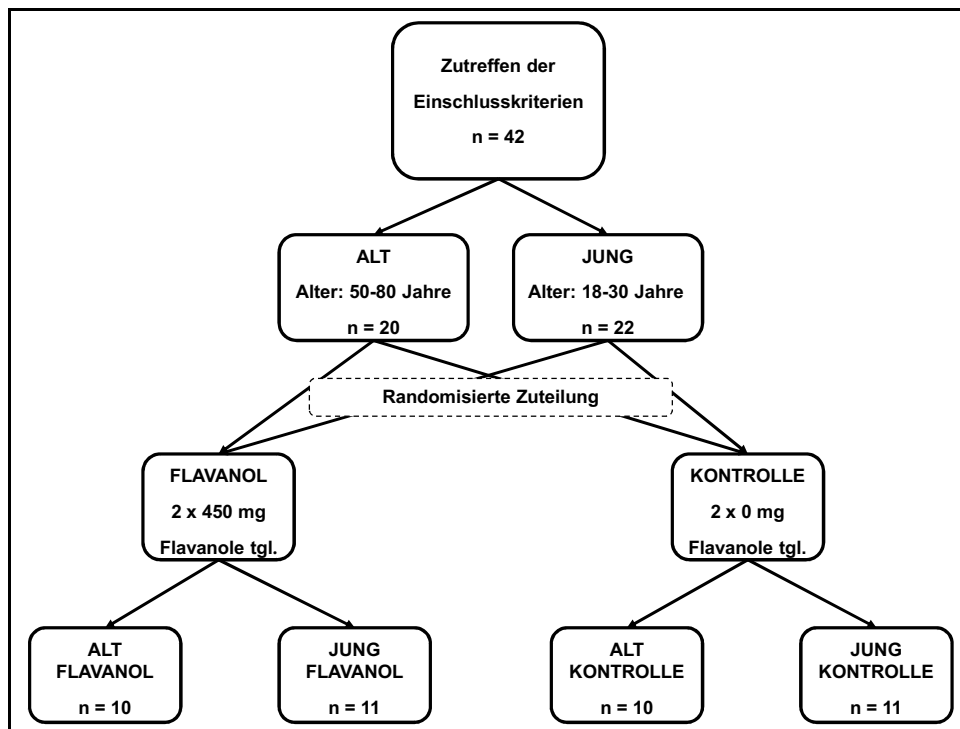 Zutreffen der
Einschlusskriterien
n = 42
ALT
Alter: 50-80 Jahre
n = 20
JUNG
Alter: 18-30 Jahre
n = 22
Randomisierte Zuteilung
FLAVANOL
2 x 450 mg
Flavanole tgl.
KONTROLLE
2 x 0 mg
Flavanole tgl.
ALT
FLAVANOL
n = 10
JUNG
FLAVANOL
n = 11
ALT
KONTROLLE
n = 10
JUNG
KONTROLLE
n = 11